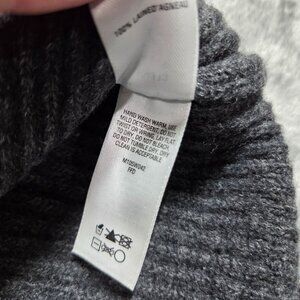 100% LAINE D'AGNEAU
HAND WASH WARM. USE
MILD DETERGENT. DO NOT
TWIST OR WRING. LAY FLAT
TO DRY. DO NOT BLEACH.
DO NOT TUMBLE DRY. DRY
CLEAN IS ACCEPTABLE
M105W042
FFD